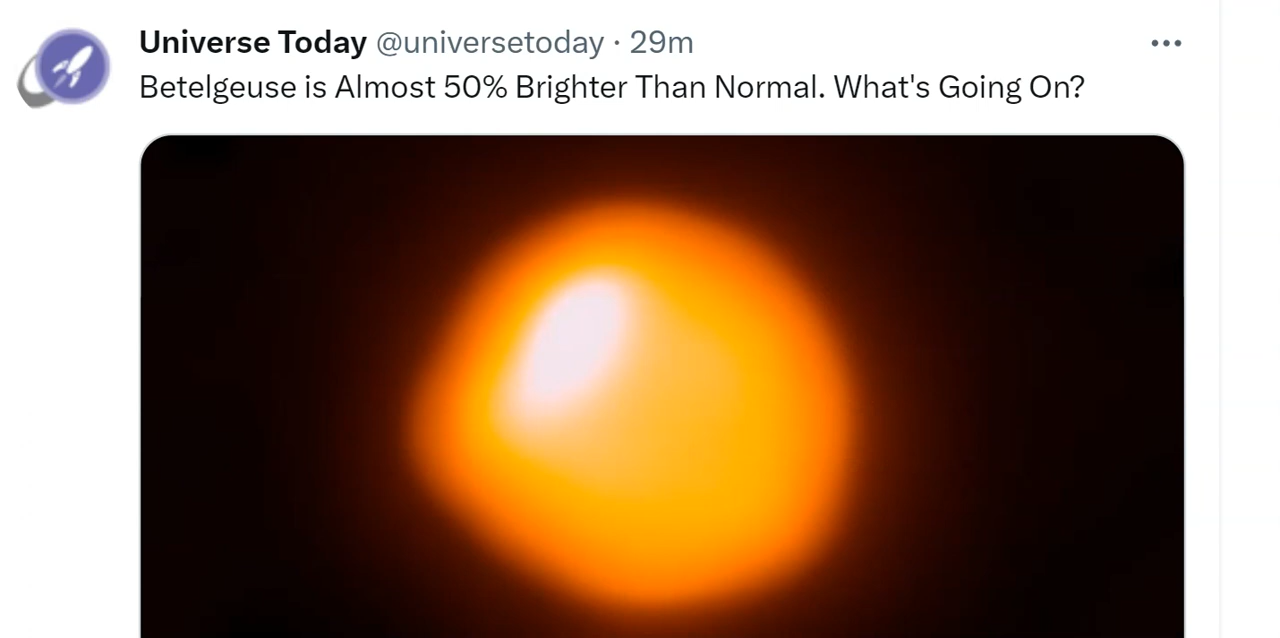 Universe Today @universetoday · 29m
Betelgeuse is Almost 50% Brighter Than Normal. What's Going On?